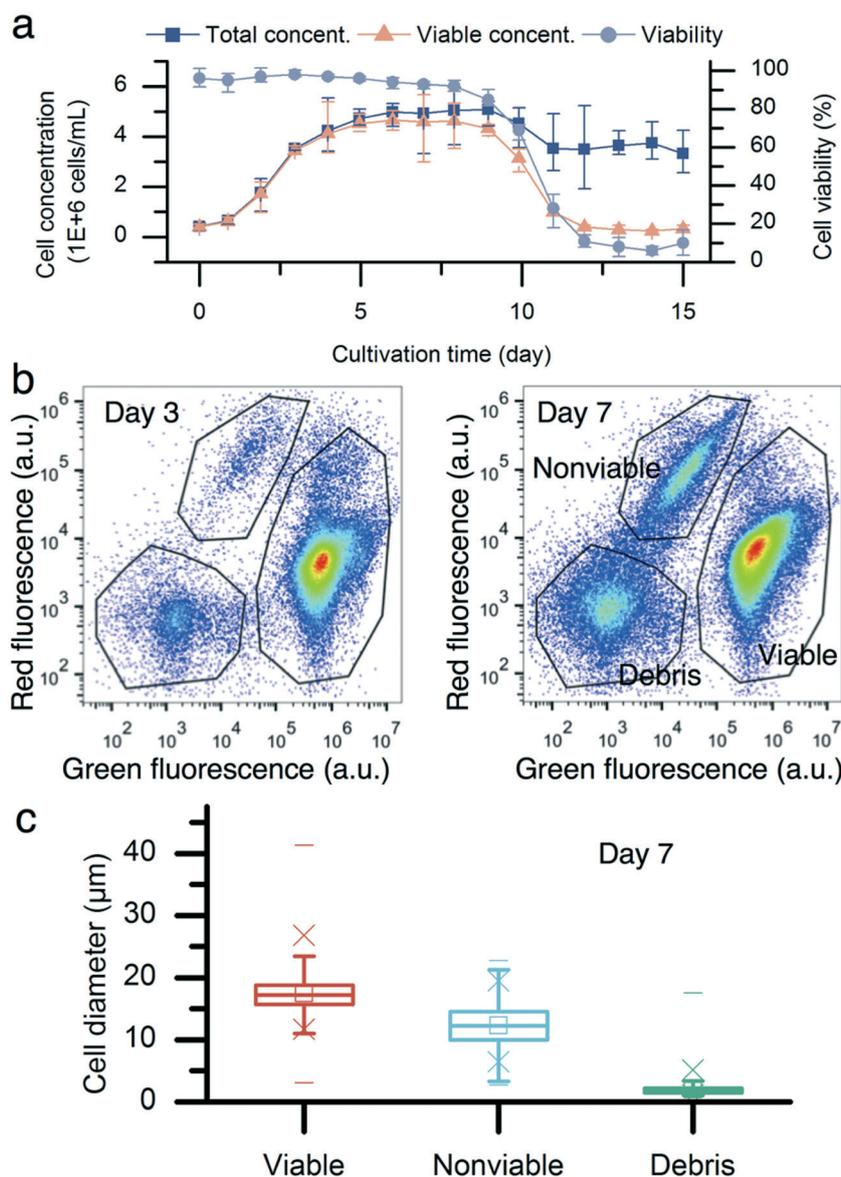 a
Total concent. Viable concent. Viability
Cell concentration
(1E+6 cells/mL)
6
4
2
0
100
80
60
40
20
0
Cell viability (%)
0 5 10 15
Cultivation time (day)
b
Red fluorescence (a.u.)
10^6
10^5
10^4
10^3
10^2
Day 3
10^2 10^3 10^4 10^5 10^6 10^7
Green fluorescence (a.u.)
Red fluorescence (a.u.)
10^6
10^5
10^4
10^3
10^2
Day 7
Nonviable
Viable
Debris
10^2 10^3 10^4 10^5 10^6 10^7
Green fluorescence (a.u.)
c
Day 7
Cell diameter (μm)
40
30
20
10
0
Viable Nonviable Debris